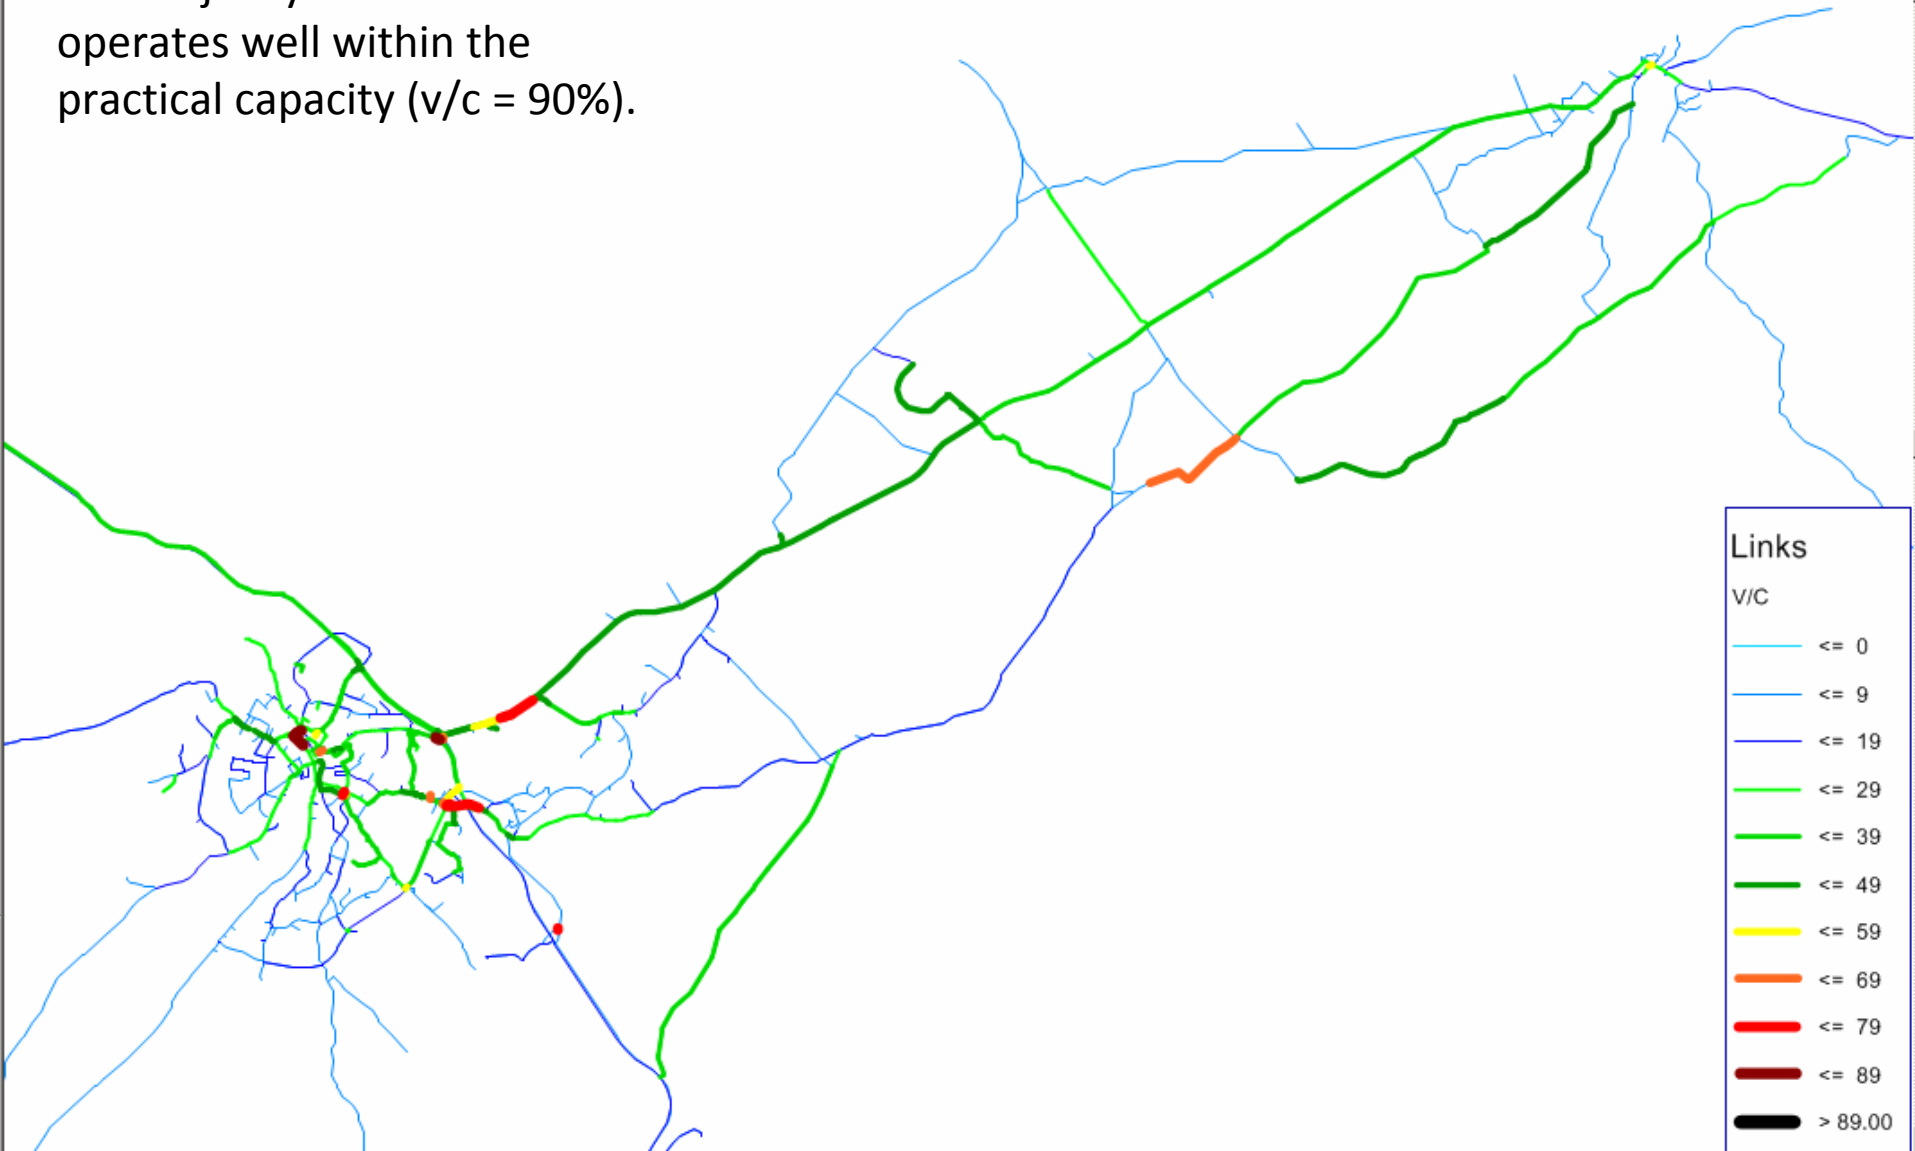 operates well within the
practical capacity (v/c = 90%).
Links
V/C
<= 0
<= 9
<= 19
<= 29
<= 39
<= 49
<= 59
<= 69
<= 79
<= 89
> 89.00